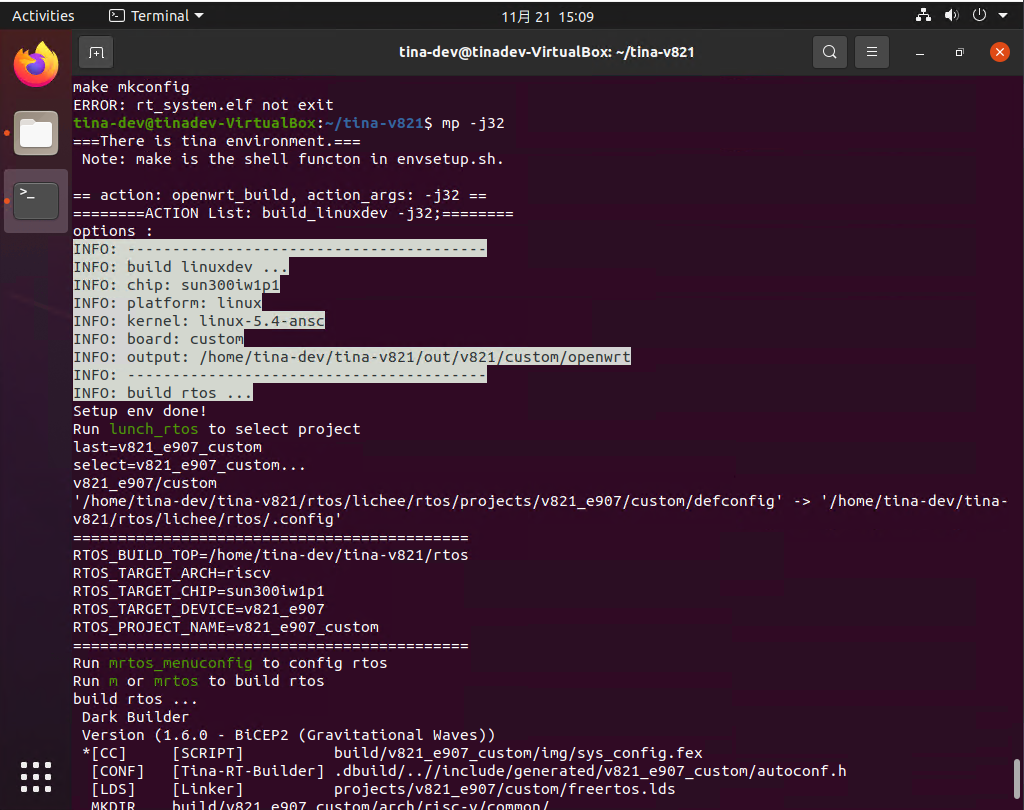 Activities
Terminal
11月 21 15:09
tina-dev@tinadev-VirtualBox: ~/tina-v821
make mkconfig
ERROR: rt_system.elf not exit
tina-dev@tinadev-VirtualBox:~/tina-v821$ mp -j32
===There is tina environment.===
 Note: make is the shell functon in envsetup.sh.
== action: openwrt_build, action_args: -j32 ==
========ACTION List: build_linuxdev -j32;========
options :
INFO: ----------------------------------------
INFO: build linuxdev ...
INFO: chip: sun300iw1p1
INFO: platform: linux
INFO: kernel: linux-5.4-ansc
INFO: board: custom
INFO: output: /home/tina-dev/tina-v821/out/v821/custom/openwrt
INFO: ----------------------------------------
INFO: build rtos ...
Setup env done!
Run lunch_rtos to select project
last=v821_e907_custom
select=v821_e907_custom...
v821_e907/custom
'/home/tina-dev/tina-v821/rtos/lichee/rtos/projects/v821_e907/custom/defconfig' -> '/home/tina-dev/tina-
v821/rtos/lichee/rtos/.config'
============================================
RTOS_BUILD_TOP=/home/tina-dev/tina-v821/rtos
RTOS_TARGET_ARCH=riscv
RTOS_TARGET_CHIP=sun300iw1p1
RTOS_TARGET_DEVICE=v821_e907
RTOS_PROJECT_NAME=v821_e907_custom
============================================
Run mrtos_menuconfig to config rtos
Run m or mrtos to build rtos
build rtos ...
 Dark Builder
 Version (1.6.0 - BiCEP2 (Gravitational Waves))
 *[CC]     [SCRIPT]          build/v821_e907_custom/img/sys_config.fex
  [CONF]   [Tina-RT-Builder] .dbuild/..//include/generated/v821_e907_custom/autoconf.h
  [LDS]    [Linker]          projects/v821_e907/custom/freertos.lds
  MKDIR    build/v821_e907_custom/arch/risc-v/common/